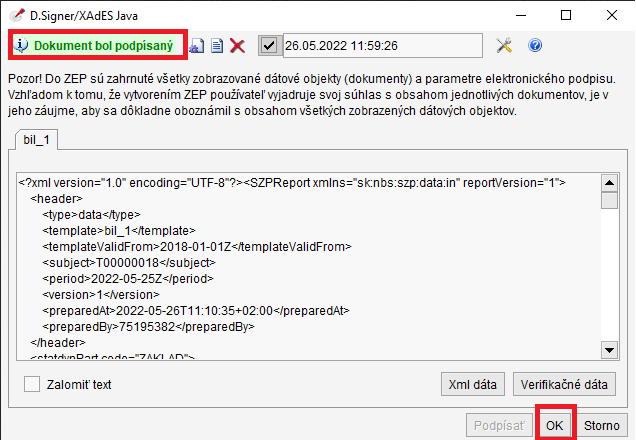 D.Signer/XAdES Java
Dokument bol podpísaný
26.05.2022 11:59:26
Pozor! Do ZEP sú zahrnuté všetky zobrazované dátové objekty (dokumenty) a parametre elektronického podpisu.
Vzhľadom k tomu, že vytvorením ZEP používateľ vyjadruje svoj súhlas s obsahom jednotlivých dokumentov, je v
jeho záujme, aby sa dôkladne oboznámil s obsahom všetkých zobrazených dátových objektov.
bil_1
<?xml version="1.0" encoding="UTF-8"?><SZPReport xmlns="sk:nbs:szp:data:in" reportVersion="1">
<header>
<type>data</type>
<template>bil_1</template>
<templateValidFrom>2018-01-01Z</templateValidFrom>
<subject>T00000018</subject>
<period>2022-05-25Z</period>
<version>1</version>
<preparedAt>2022-05-26T11:10:35+02:00</preparedAt>
<preparedBy>75195382</preparedBy>
</header>
<statdynPart code="ZAKLAD">
Zalomiť text
Xml dáta
Verifikačné dáta
Podpísať
OK
Storno